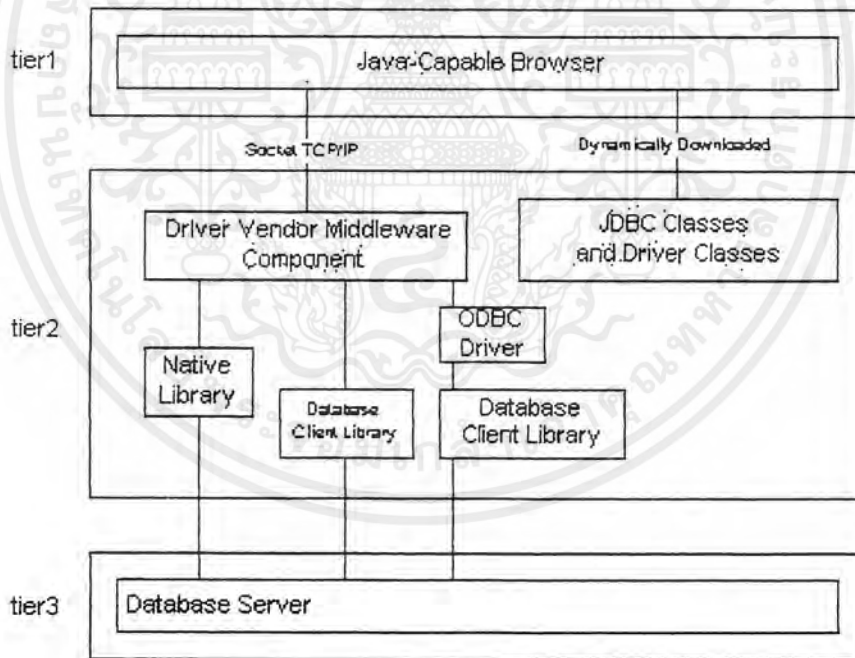 tier1
Java-Capable Browser
Socket TCP/IP
Dynamically Downloaded
Driver Vendor Middleware
Component
JDBC Classes
and Driver Classes
tier2
ODBC
Driver
Native
Library
Database
Client Library
Database
Client Library
tier3
Database Server